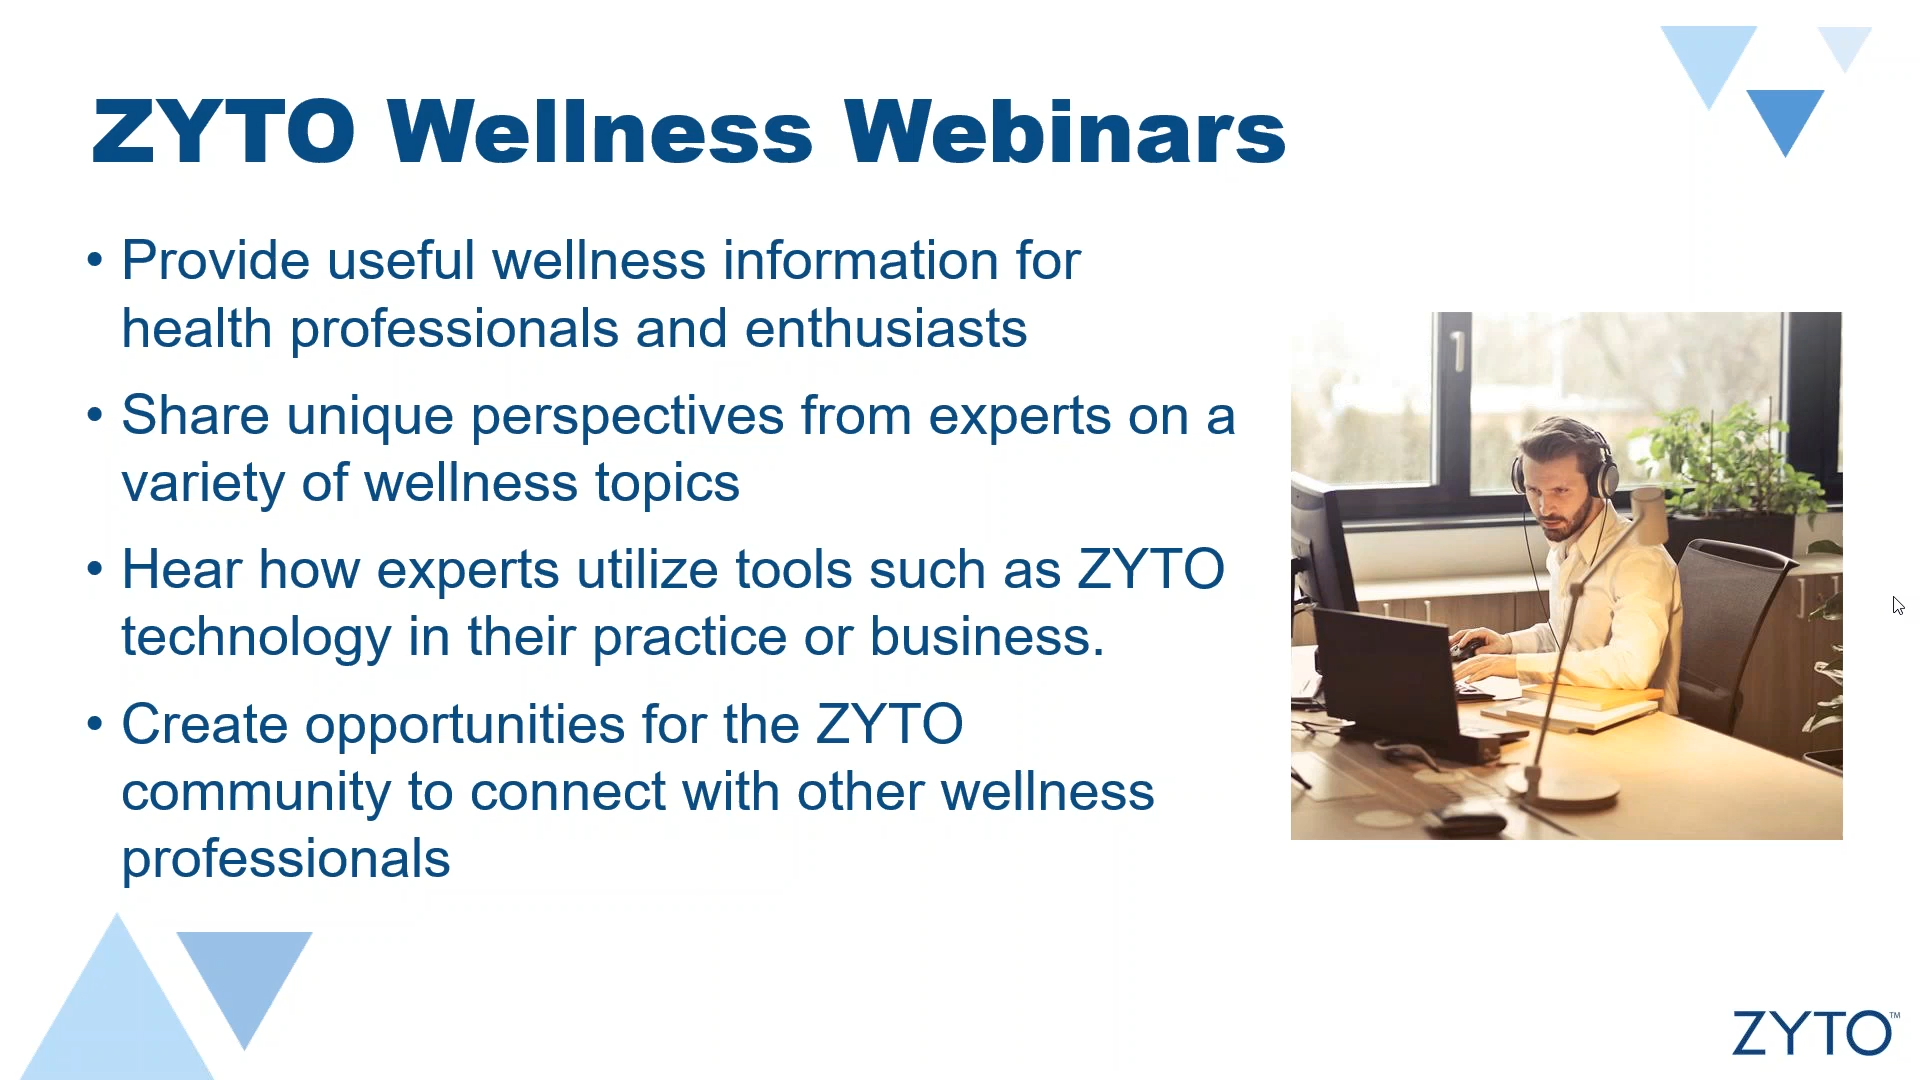 ZYTO Wellness Webinars
• Provide useful wellness information for
health professionals and enthusiasts
• Share unique perspectives from experts on a
variety of wellness topics
• Hear how experts utilize tools such as ZYTO
technology in their practice or business.
• Create opportunities for the ZYTO
community to connect with other wellness
professionals
ZYTO™